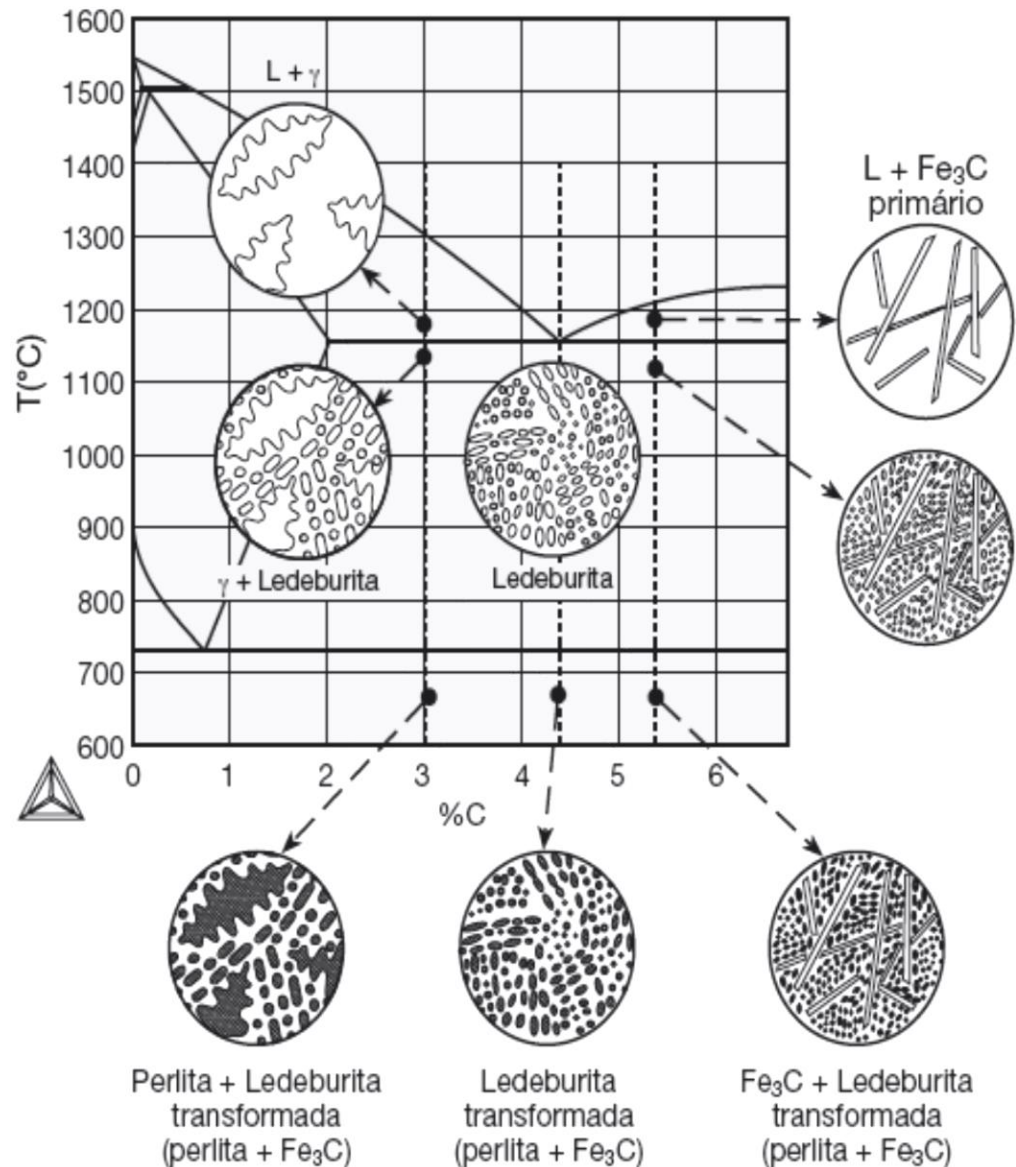 1600
1500
1400
1300
1200
1100
1000
900
800
700
600
T(°C)
0 1 2 3 4 5 6
%C
L + γ
γ + Ledeburita
Ledeburita
L + Fe₃C
primário
Perlita + Ledeburita
transformada
(perlita + Fe₃C)
Ledeburita
transformada
(perlita + Fe₃C)
Fe₃C + Ledeburita
transformada
(perlita + Fe₃C)